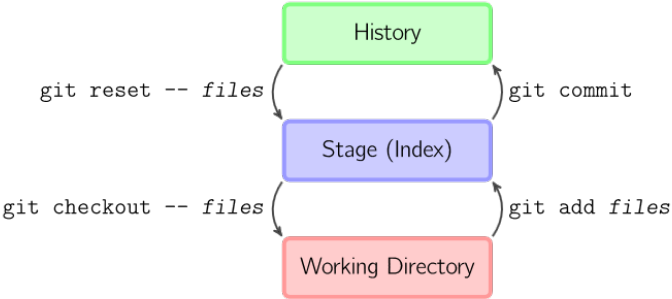 History
git reset -- files
git commit
Stage (Index)
git checkout -- files
git add files
Working Directory